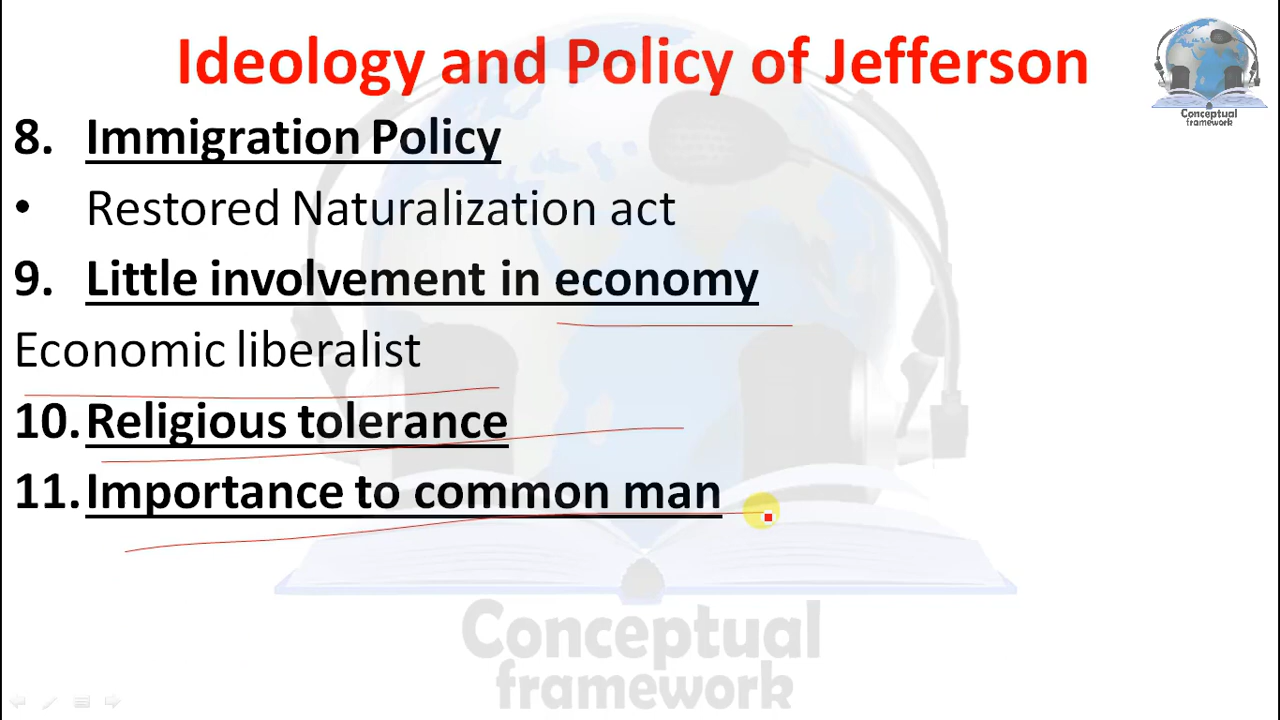 Ideology and Policy of Jefferson
Conceptual
framework
8. Immigration Policy
• Restored Naturalization act
9. Little involvement in economy
Economic liberalist
10. Religious tolerance
11. Importance to common man
Conceptual
framework